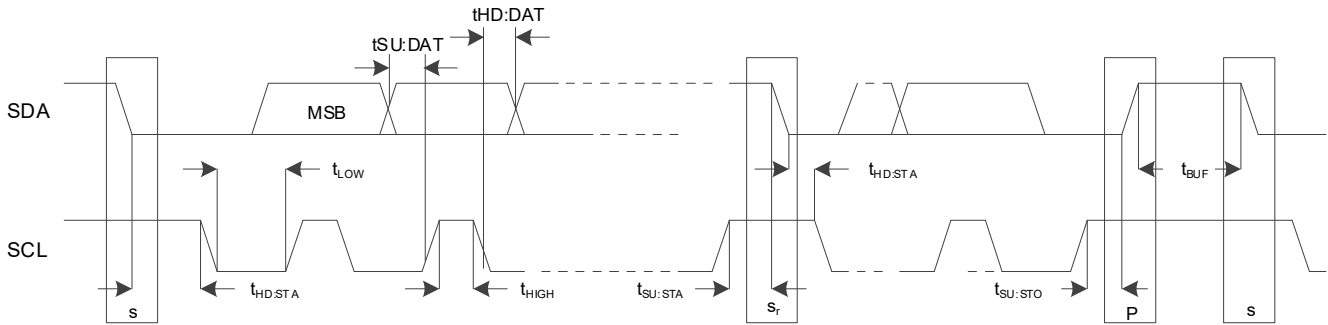 tHD:DAT
tSU:DAT
SDA
MSB
tLOW
tHD:STA
tBUF
SCL
tHD:STA
tHIGH
tSU:STA
tSU:STO
s
sr
P
s